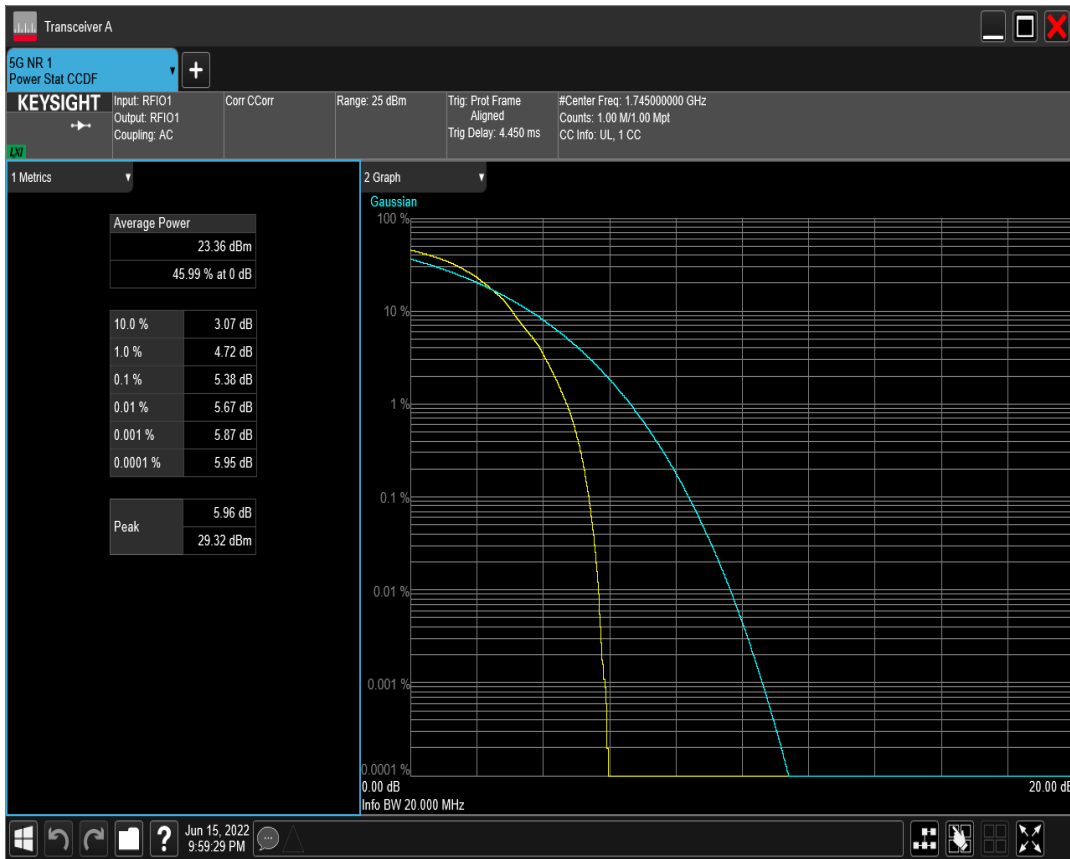 Transceiver A
5G NR 1
Power Stat CCDF
KEYSIGHT
Input: RFIO1
Output: RFIO1
Coupling: AC
Corr CCorr
Range: 25 dBm
Trig: Prot Frame
Aligned
Trig Delay: 4.450 ms
#Center Freq: 1.745000000 GHz
Counts: 1.00 M/1.00 Mpt
CC Info: UL, 1 CC
LXI
1 Metrics
Average Power
23.36 dBm
45.99 % at 0 dB
10.0 % 3.07 dB
1.0 % 4.72 dB
0.1 % 5.38 dB
0.01 % 5.67 dB
0.001 % 5.87 dB
0.0001 % 5.95 dB
Peak
5.96 dB
29.32 dBm
2 Graph
Gaussian
100 %
10 %
1 %
0.1 %
0.01 %
0.001 %
0.0001 %
0.00 dB
20.00 dB
Info BW 20.000 MHz
Jun 15, 2022
9:59:29 PM